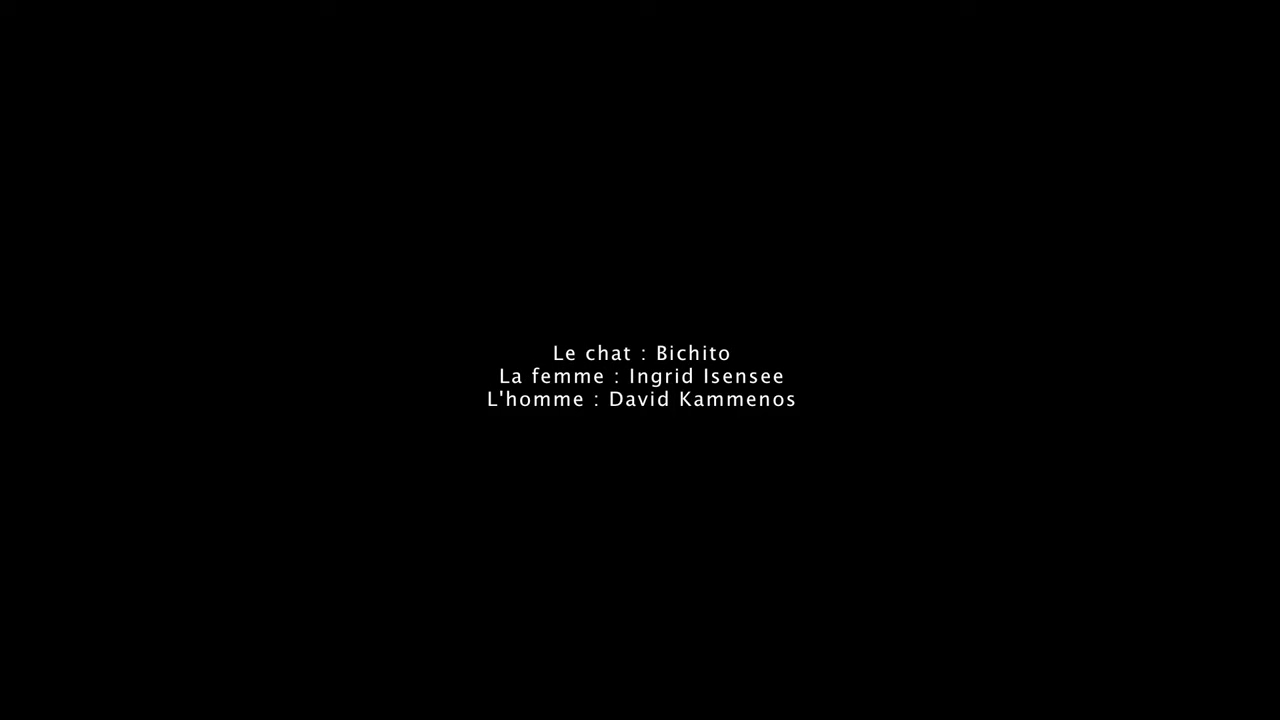 Le chat : Bichito
La femme : Ingrid Isensee
L'homme : David Kammenos